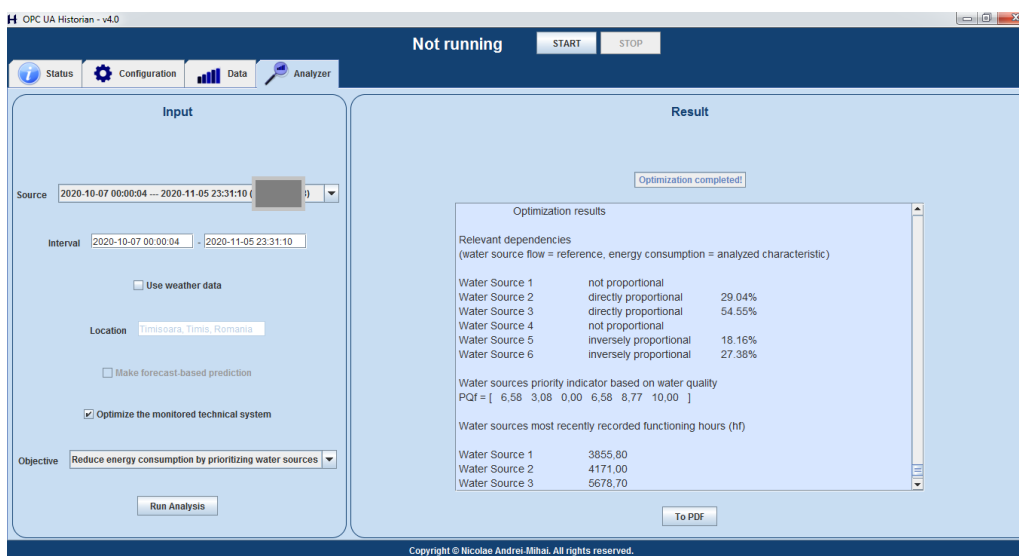 OPC UA Historian - v4.0
Not running START STOP
Status Configuration Data Analyzer
Input
Source 2020-10-07 00:00:04 --- 2020-11-05 23:31:10 (
Interval 2020-10-07 00:00:04 - 2020-11-05 23:31:10
Use weather data
Location Timisoara, Timis, Romania
Make forecast-based prediction
Optimize the monitored technical system
Objective Reduce energy consumption by prioritizing water sources
Run Analysis
Result
Optimization completed!
Optimization results
Relevant dependencies
(water source flow = reference, energy consumption = analyzed characteristic)
Water Source 1 not proportional
Water Source 2 directly proportional 29.04%
Water Source 3 directly proportional 54.55%
Water Source 4 not proportional
Water Source 5 inversely proportional 18.16%
Water Source 6 inversely proportional 27.38%
Water sources priority indicator based on water quality
PQf = [ 6,58 3,08 0,00 6,58 8,77 10,00 ]
Water sources most recently recorded functioning hours (hf)
Water Source 1 3855,80
Water Source 2 4171,00
Water Source 3 5678,70
To PDF
Copyright © Nicolae Andrei-Mihai. All rights reserved.